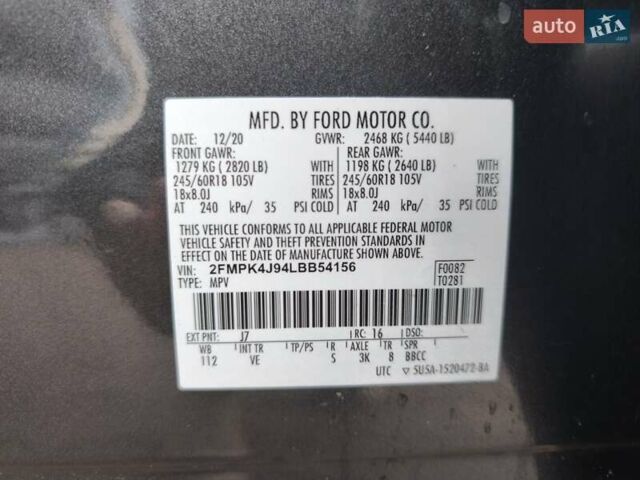 auto RIA.com
MFD. BY FORD MOTOR CO.
DATE: 12/20 GVWR: 2468 KG ( 5440 LB)
FRONT GAWR: REAR GAWR:
1279 KG ( 2820 LB) WITH 1198 KG ( 2640 LB) WITH
245/60R18 105V TIRES 245/60R18 105V TIRES
18x8.0J RIMS 18x8.0J RIMS
AT 240 kPa/ 35 PSI COLD AT 240 kPa/ 35 PSI COLD
THIS VEHICLE CONFORMS TO ALL APPLICABLE FEDERAL MOTOR
VEHICLE SAFETY AND THEFT PREVENTION STANDARDS IN
EFFECT ON THE DATE OF MANUFACTURE SHOWN ABOVE.
VIN: 2FMPK4J94LBB54156 F0082
TYPE: MPV T0281
EXT PNT: J7 RC: 16 DSO:
WB INT TR TP/PS R AXLE TR SPR
112 VE S 3K 8 BBCC
UTC 5U5A-1520472-BA